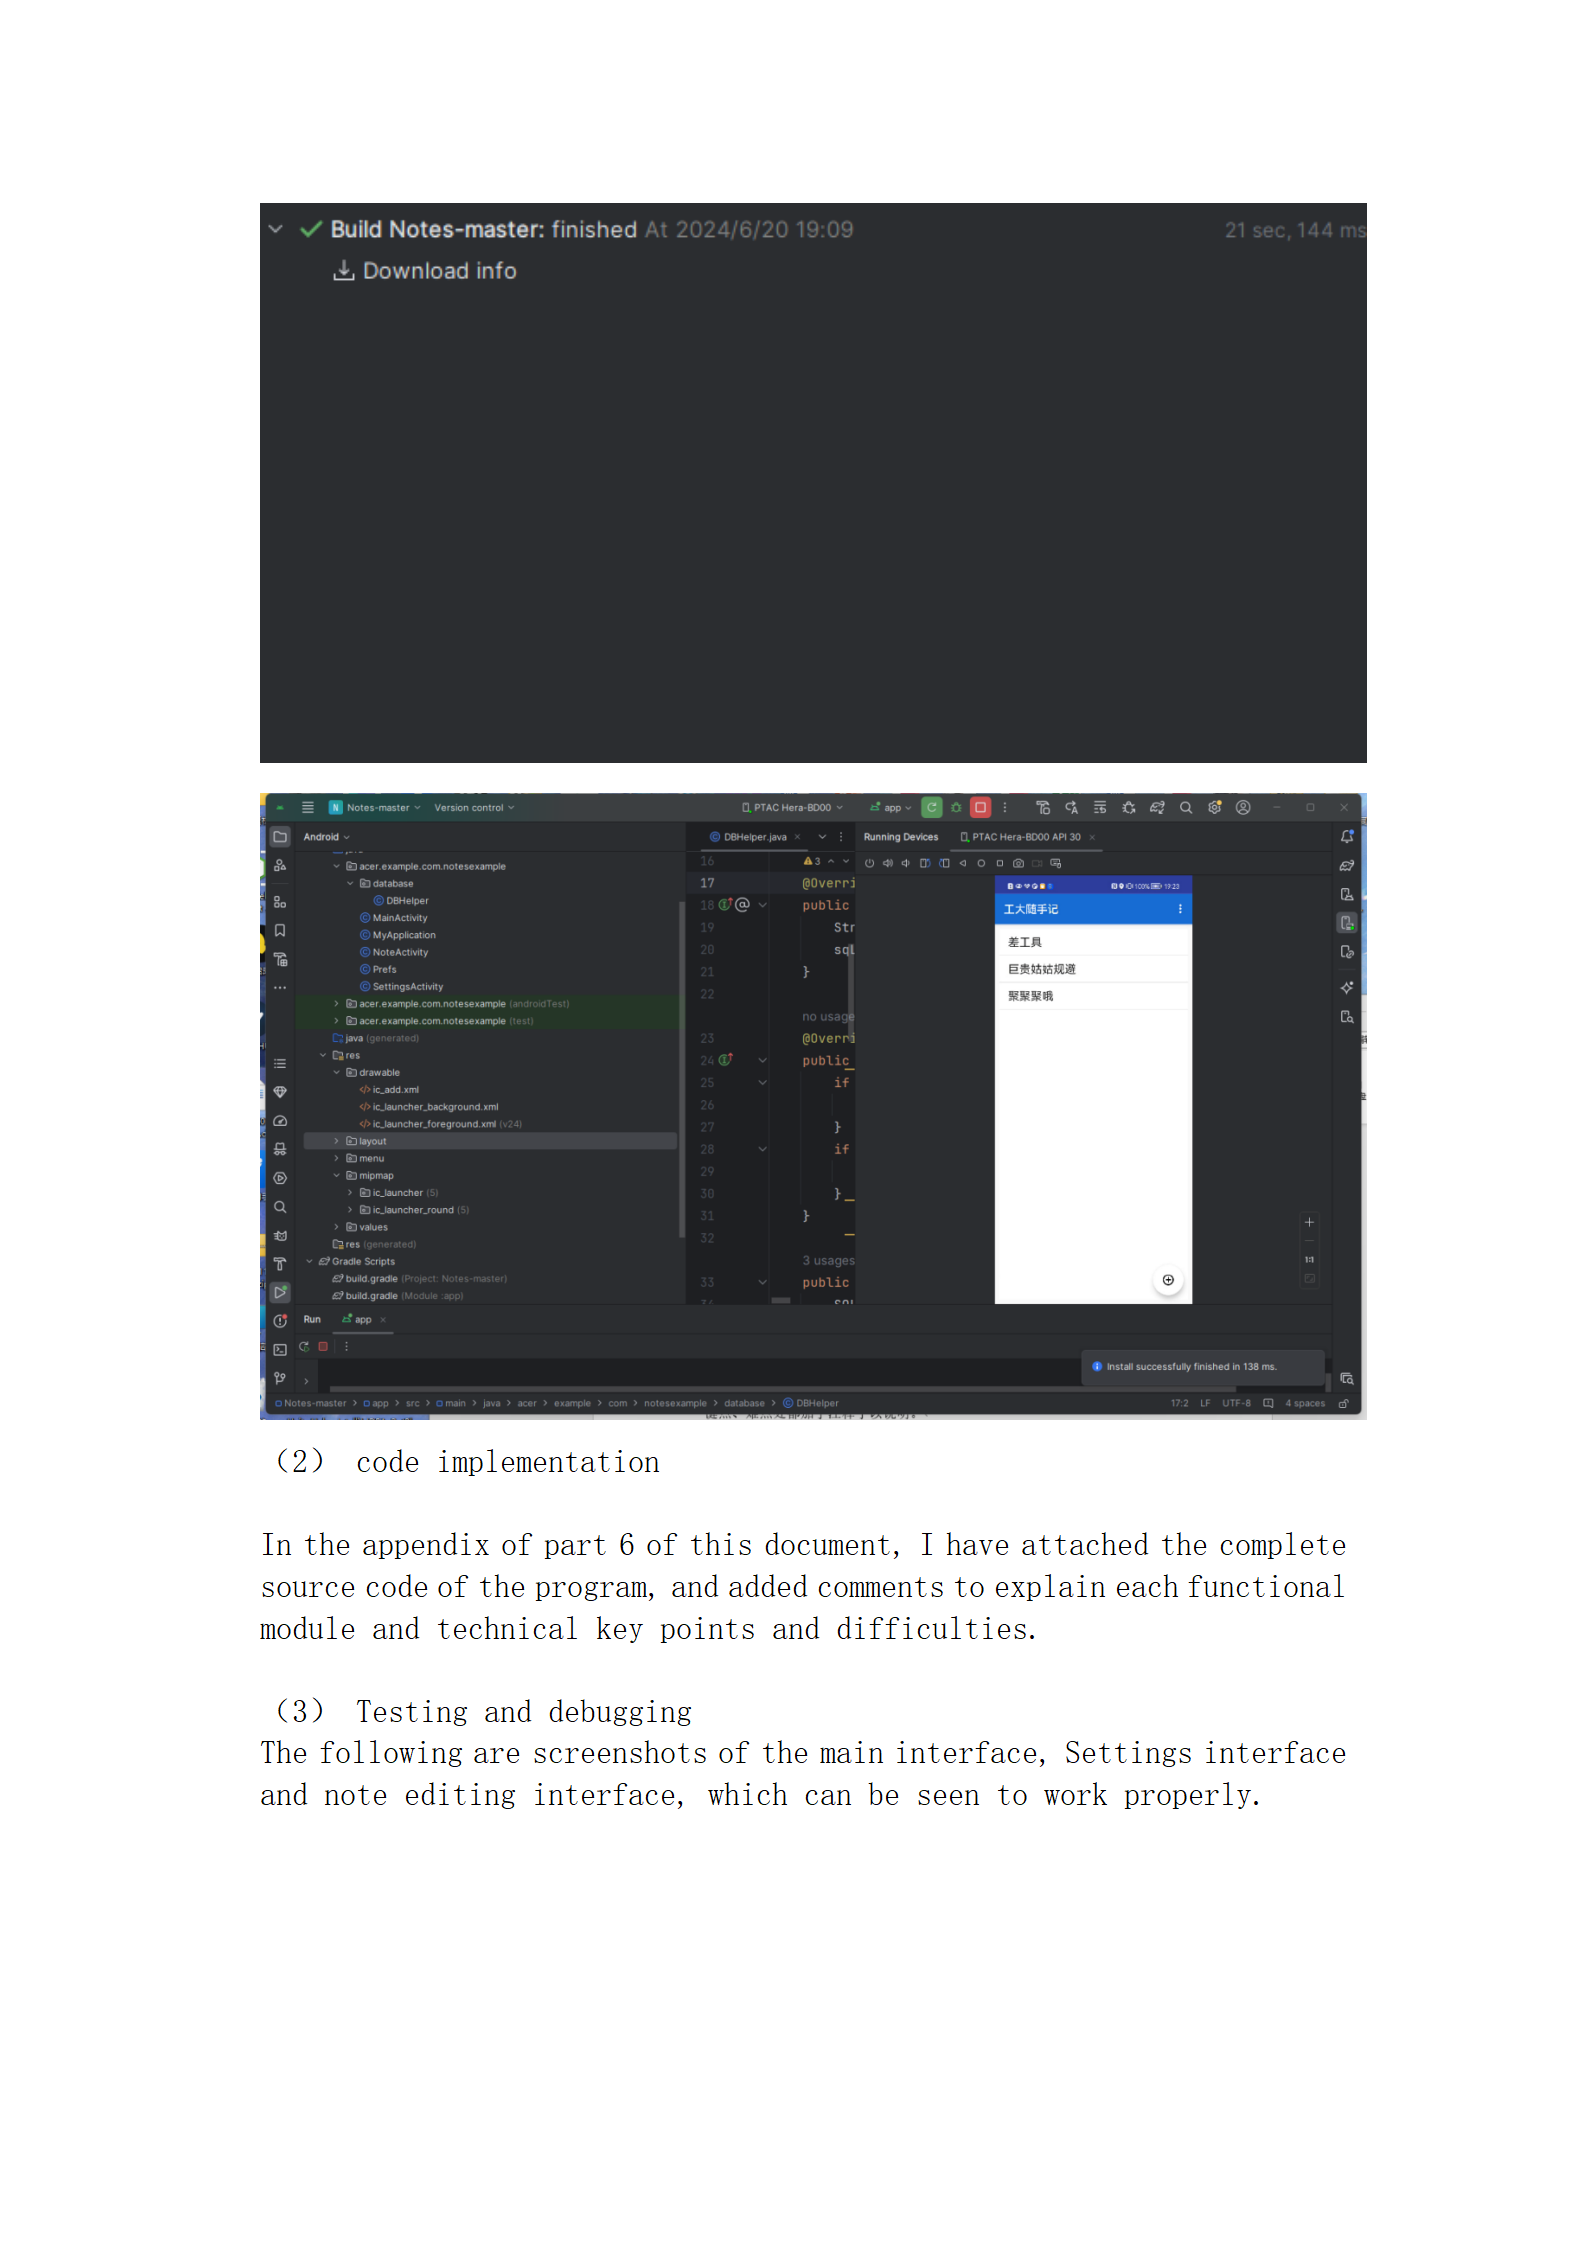 Build Notes-master: finished At 2024/6/20 19:09 21 sec, 144 ms
Download info
Notes-master Version control PTAC Hera-BD00 app
Android DBHelper.java Running Devices PTAC Hera-BD00 API 30
acer.example.com.notesexample
database
DBHelper
MainActivity
MyApplication
NoteActivity
Prefs
SettingsActivity
acer.example.com.notesexample (androidTest)
acer.example.com.notesexample (test)
java (generated)
res
drawable
ic_add.xml
ic_launcher_background.xml
ic_launcher_foreground.xml (v24)
layout
menu
mipmap
ic_launcher (5)
ic_launcher_round (5)
values
res (generated)
Gradle Scripts
build.gradle (Project: Notes-master)
build.gradle (Module :app)
16 3
17 @Overri
18 public
19 Str
20 sql
21 }
22
no usage
23 @Overri
24 public
25 if
26
27 }
28 if
29
30 }
31 }
32
3 usages
33 public
100% 19:23
工大随手记
差工具
巨贵姑姑规避
聚聚聚哦
1:1
Run app
Install successfully finished in 138 ms.
Notes-master > app > src > main > java > acer > example > com > notesexample > database > DBHelper 17:2 LF UTF-8 4 spaces
（2） code implementation
In the appendix of part 6 of this document, I have attached the complete
source code of the program, and added comments to explain each functional
module and technical key points and difficulties.
（3） Testing and debugging
The following are screenshots of the main interface, Settings interface
and note editing interface, which can be seen to work properly.